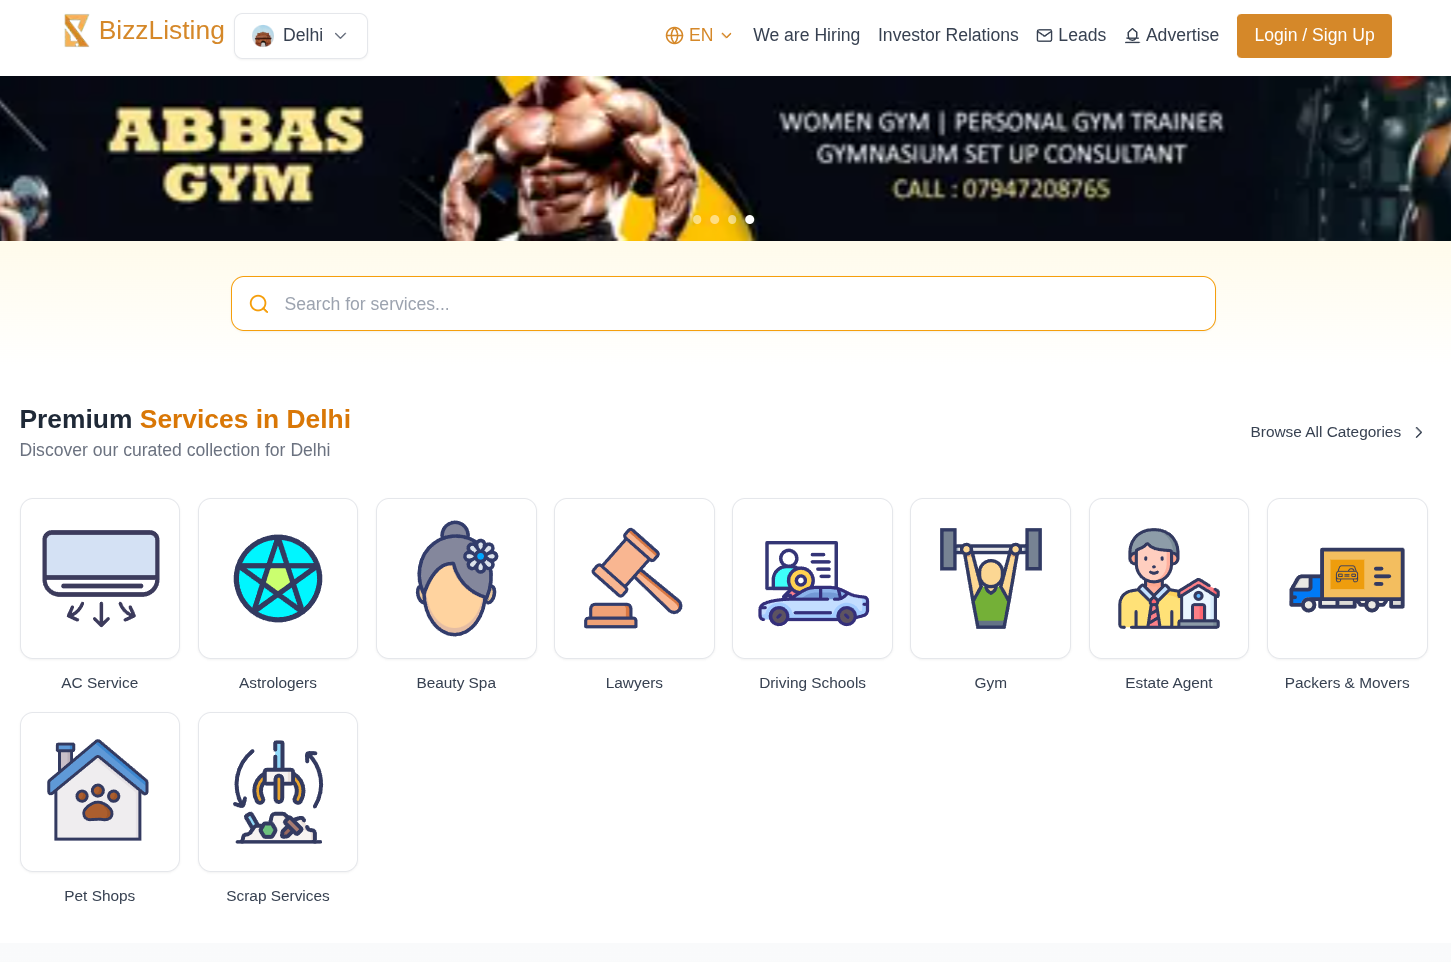 BizzListing
Delhi
EN
We are Hiring
Investor Relations
Leads
Advertise
Login / Sign Up
ABBAS
GYM
WOMEN GYM | PERSONAL GYM TRAINER
GYMNASIUM SET UP CONSULTANT
CALL : 07947208765
Search for services...
Premium Services in Delhi
Discover our curated collection for Delhi
Browse All Categories
AC Service
Astrologers
Beauty Spa
Lawyers
Driving Schools
Gym
Estate Agent
Packers & Movers
Pet Shops
Scrap Services